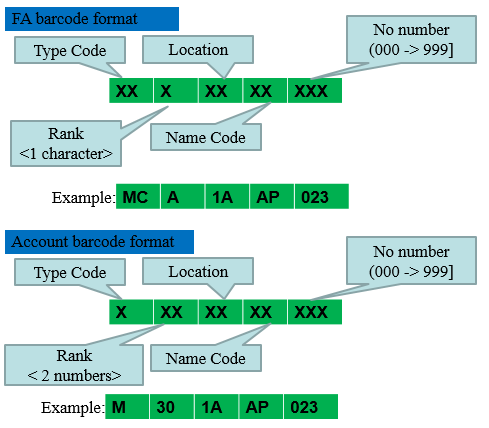 FA barcode format
Type Code
Location
No number
(000 -> 999]
XX X XX XX XXX
Rank
<1 character>
Name Code
Example: MC A 1A AP 023
Account barcode format
Type Code
Location
No number
(000 -> 999]
X XX XX XX XXX
Rank
< 2 numbers>
Name Code
Example: M 30 1A AP 023